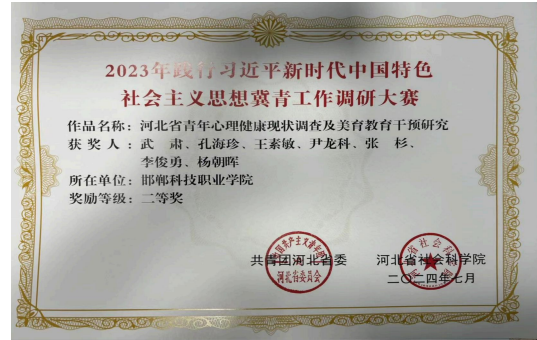 2023年践行习近平新时代中国特色
社会主义思想冀青工作调研大赛
作品名称：河北省青年心理健康现状调查及美育教育干预研究
获奖人：武 肃、孔海珍、王素敏、尹龙科、张 杉、
李俊勇、杨朝晖
所在单位：邯郸科技职业学院
奖励等级：二等奖
共青团河北省委 河北省社会科学院
二〇二四年七月
河北省委员会